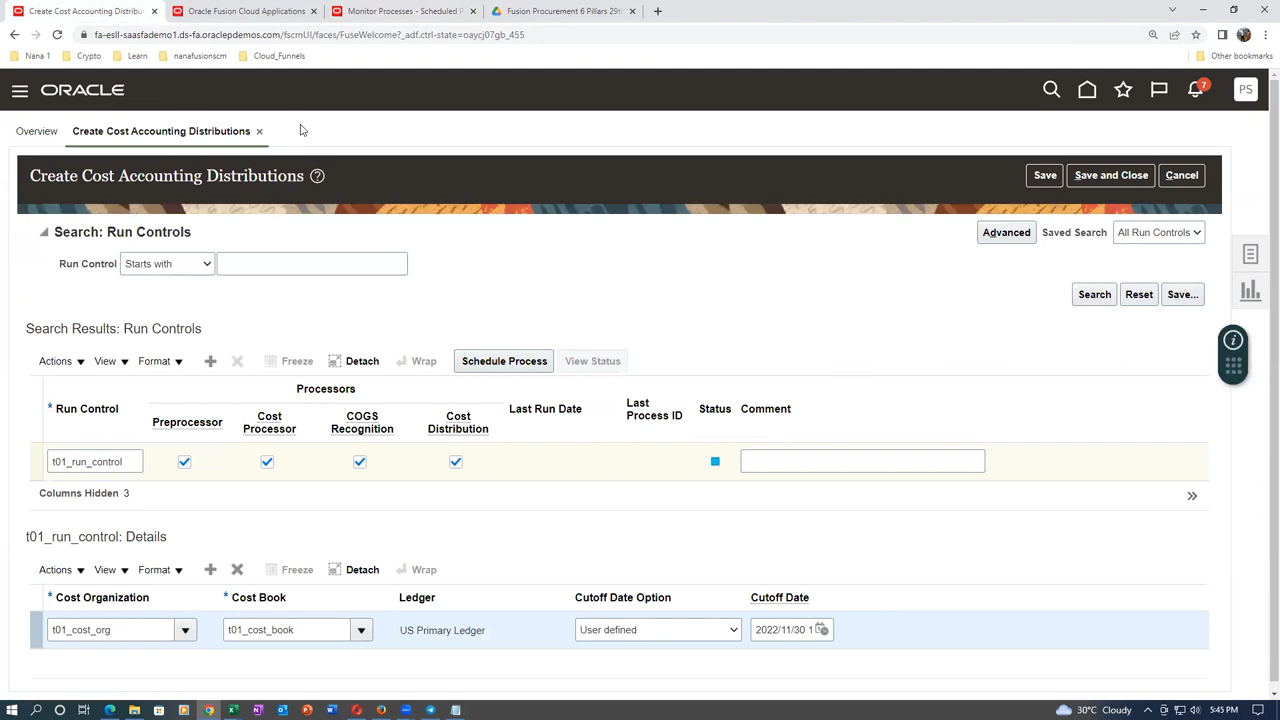 Create Cost Accounting Distribut
Oracle Fusion Cloud Applications
Monitor Processes - Scheduled P
Fusion Procurement 6 Pillars 29th
fa-esll-saasfademo1.ds-fa.oraclepdemos.com/fscmUI/faces/FuseWelcome?_adf.ctrl-state=oaycj07gb_455
Nana 1
Crypto
Learn
nanafusionscm
Cloud_Funnels
Other bookmarks
ORACLE
7
PS
Overview
Create Cost Accounting Distributions
Create Cost Accounting Distributions
Save
Save and Close
Cancel
Search: Run Controls
Advanced
Saved Search
All Run Controls
Run Control
Starts with
Search
Reset
Save...
Search Results: Run Controls
Actions
View
Format
Freeze
Detach
Wrap
Schedule Process
View Status
Processors
* Run Control
Preprocessor
Cost Processor
COGS Recognition
Cost Distribution
Last Run Date
Last Process ID
Status
Comment
t01_run_control
Columns Hidden 3
t01_run_control: Details
Actions
View
Format
Freeze
Detach
Wrap
* Cost Organization
* Cost Book
Ledger
Cutoff Date Option
Cutoff Date
t01_cost_org
t01_cost_book
US Primary Ledger
User defined
2022/11/30 1
30°C Cloudy
5:45 PM